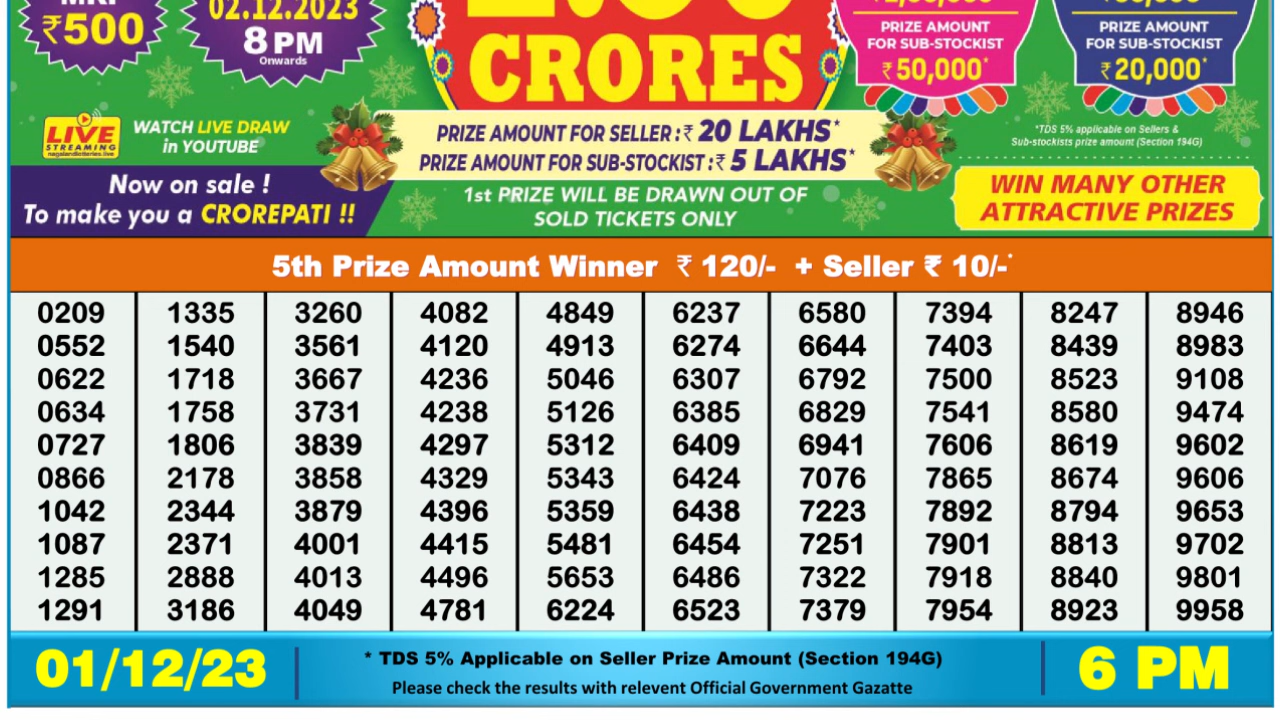 ₹500
02.12.2023
8 PM
Onwards
CRORES
PRIZE AMOUNT
FOR SUB-STOCKIST
₹50,000*
PRIZE AMOUNT
FOR SUB-STOCKIST
₹20,000*
LIVE
STREAMING
nagalandlotteries.live
WATCH LIVE DRAW
in YOUTUBE
PRIZE AMOUNT FOR SELLER :₹ 20 LAKHS*
PRIZE AMOUNT FOR SUB-STOCKIST :₹ 5 LAKHS*
*TDS 5% applicable on Sellers &
Sub-stockists prize amount (Section 194G)
Now on sale !
To make you a CROREPATI !!
1st PRIZE WILL BE DRAWN OUT OF
SOLD TICKETS ONLY
WIN MANY OTHER
ATTRACTIVE PRIZES
5th Prize Amount Winner ₹ 120/- + Seller ₹ 10/-*
0209 1335 3260 4082 4849 6237 6580 7394 8247 8946
0552 1540 3561 4120 4913 6274 6644 7403 8439 8983
0622 1718 3667 4236 5046 6307 6792 7500 8523 9108
0634 1758 3731 4238 5126 6385 6829 7541 8580 9474
0727 1806 3839 4297 5312 6409 6941 7606 8619 9602
0866 2178 3858 4329 5343 6424 7076 7865 8674 9606
1042 2344 3879 4396 5359 6438 7223 7892 8794 9653
1087 2371 4001 4415 5481 6454 7251 7901 8813 9702
1285 2888 4013 4496 5653 6486 7322 7918 8840 9801
1291 3186 4049 4781 6224 6523 7379 7954 8923 9958
01/12/23
* TDS 5% Applicable on Seller Prize Amount (Section 194G)
Please check the results with relevent Official Government Gazatte
6 PM